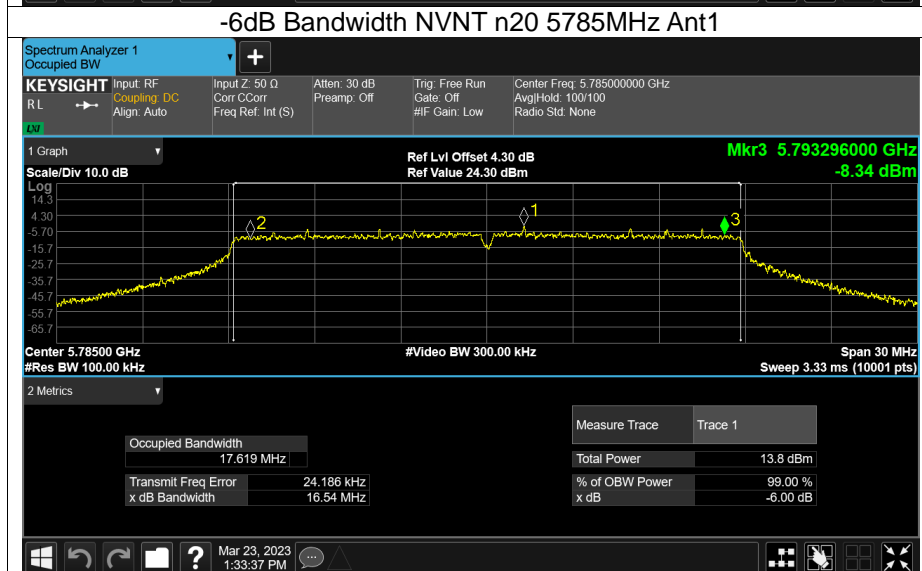 -6dB Bandwidth NVNT n20 5785MHz Ant1
Spectrum Analyzer 1
Occupied BW
+
KEYSIGHT
R L
LXI
Input: RF
Coupling: DC
Align: Auto
Input Z: 50 Ω
Corr CCorr
Freq Ref: Int (S)
Atten: 30 dB
Preamp: Off
Trig: Free Run
Gate: Off
#IF Gain: Low
Center Freq: 5.785000000 GHz
Avg|Hold: 100/100
Radio Std: None
1 Graph
Scale/Div 10.0 dB
Ref Lvl Offset 4.30 dB
Ref Value 24.30 dBm
Mkr3 5.793296000 GHz
-8.34 dBm
Log
14.3
4.30
-5.70
-15.7
-25.7
-35.7
-45.7
-55.7
-65.7
2
1
3
Center 5.78500 GHz
#Res BW 100.00 kHz
#Video BW 300.00 kHz
Span 30 MHz
Sweep 3.33 ms (10001 pts)
2 Metrics
Occupied Bandwidth
17.619 MHz
Transmit Freq Error 24.186 kHz
x dB Bandwidth 16.54 MHz
Measure Trace Trace 1
Total Power 13.8 dBm
% of OBW Power 99.00 %
x dB -6.00 dB
?
Mar 23, 2023
1:33:37 PM